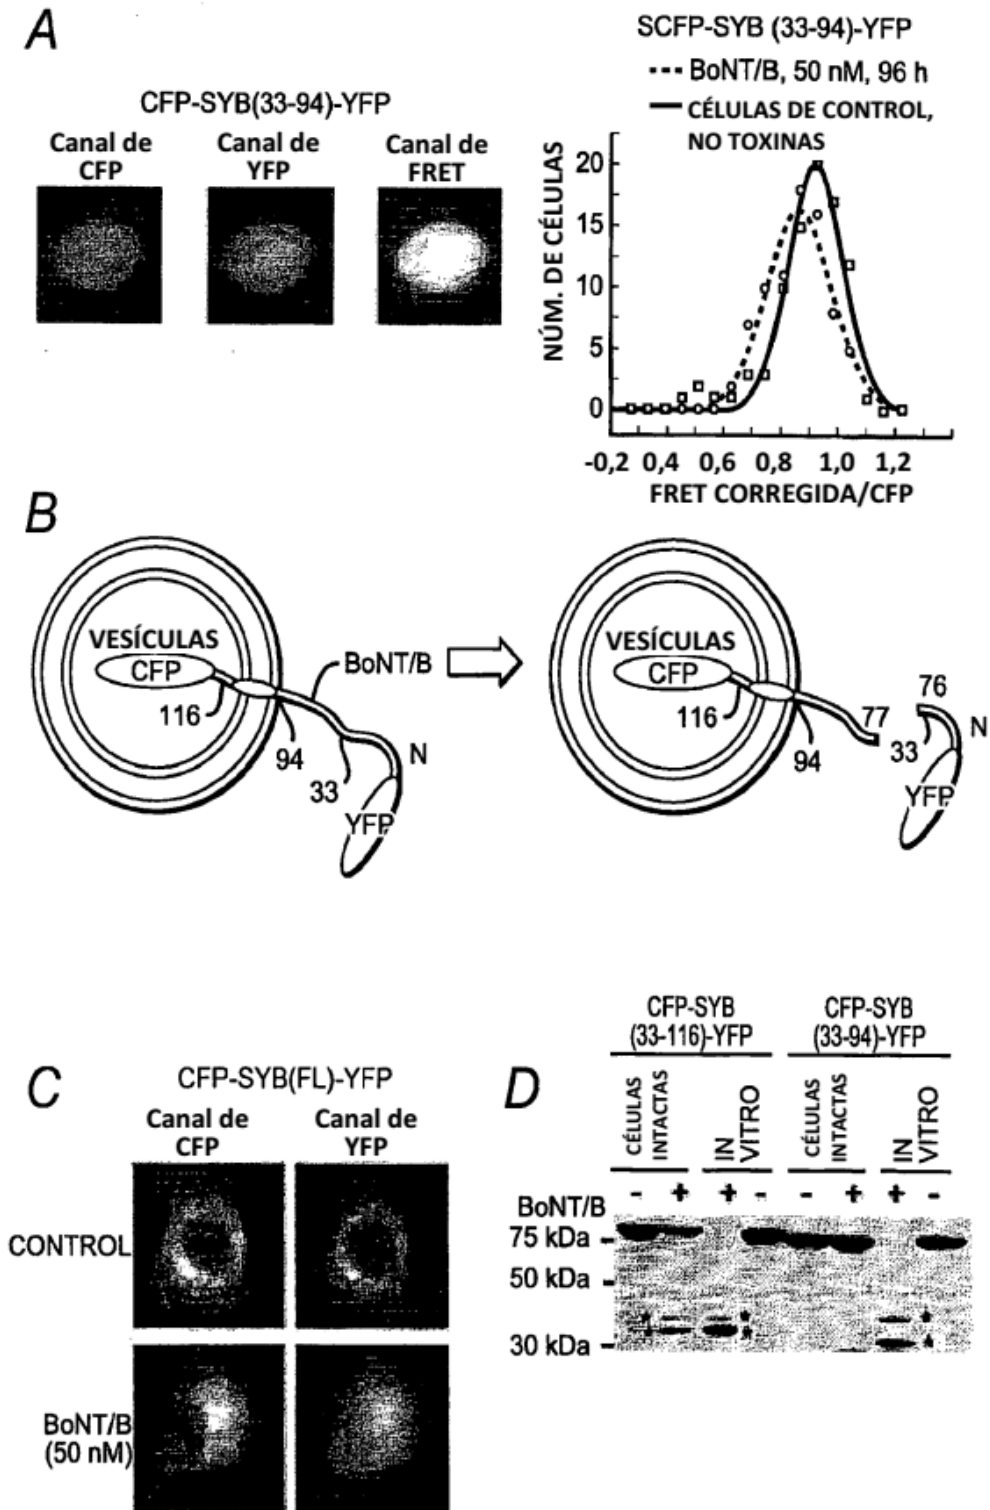 A
CFP-SYB(33-94)-YFP
Canal de CFP
Canal de YFP
Canal de FRET
SCFP-SYB (33-94)-YFP
BoNT/B, 50 nM, 96 h
CÉLULAS DE CONTROL,
NO TOXINAS
NÚM. DE CÉLULAS
20
15
10
5
0
-0,2 0,4 0,6 0,8 1,0 1,2
FRET CORREGIDA/CFP
B
VESÍCULAS
CFP
BoNT/B
116
94
33
N
YFP
VESÍCULAS
CFP
116
94
77
76
33
N
YFP
C
CFP-SYB(FL)-YFP
Canal de CFP
Canal de YFP
CONTROL
BoNT/B
(50 nM)
D
CFP-SYB
(33-116)-YFP
CFP-SYB
(33-94)-YFP
CÉLULAS
INTACTAS
IN
VITRO
CÉLULAS
INTACTAS
IN
VITRO
BoNT/B - + + - - + + -
75 kDa
50 kDa
30 kDa